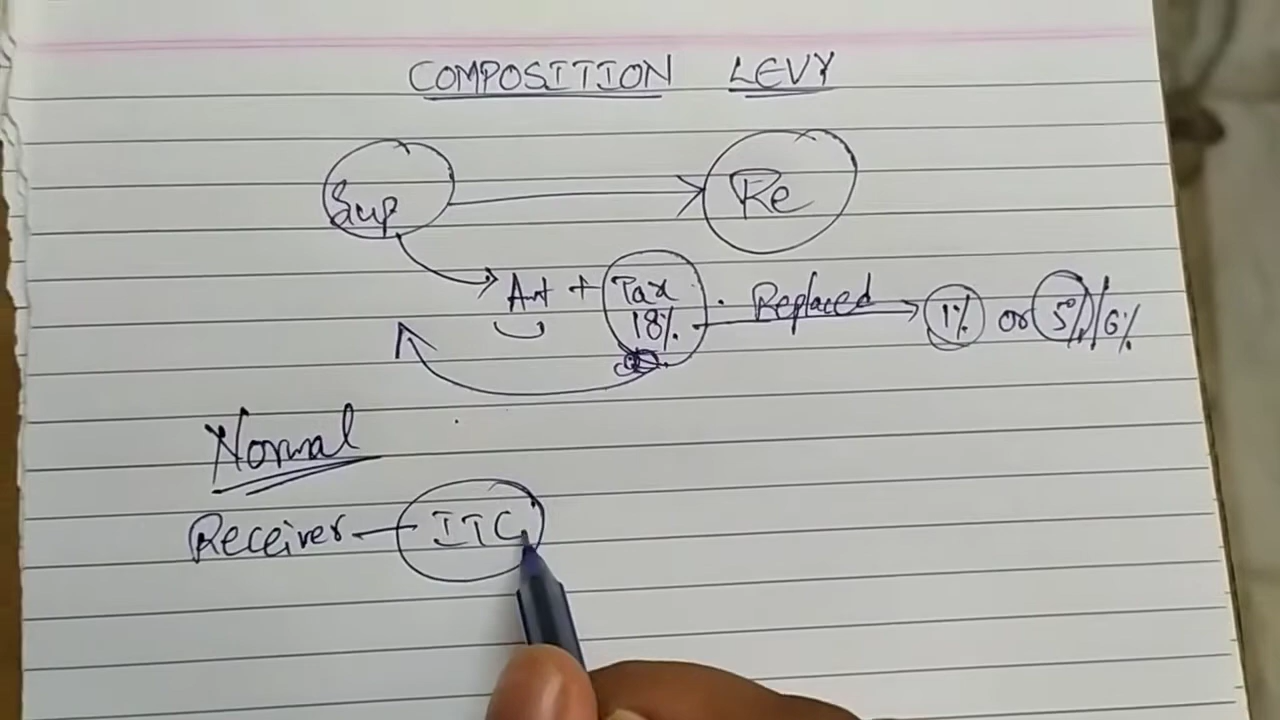 COMPOSITION LEVY
Sup Re
Amt + Tax 18% . Replaced 1% or 5%/6%
Normal
Receiver - ITC